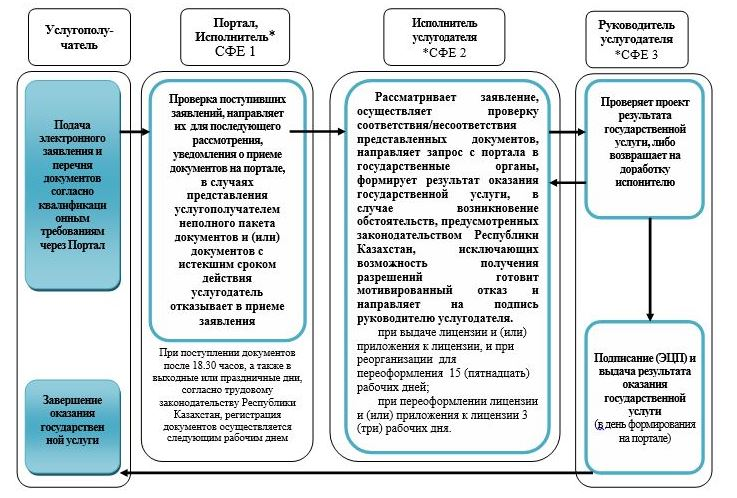 Услугополу-
чатель
Портал,
Исполнитель*
СФЕ 1
Исполнитель
услугодателя
*СФЕ 2
Руководитель
услугодателя
*СФЕ 3
Подача
электронного
заявления и
перечня
документов
согласно
квалификаци
онным
требованиям
через Портал
Проверка поступивших
заявлений, направляет
их для последующего
рассмотрения,
уведомления о приеме
документов на портале,
в случаях
представления
услугополучателем
неполного пакета
документов и (или)
документов с
истекшим сроком
действия
услугодатель
отказывает в приеме
заявления
При поступлении документов
после 18.30 часов, а также в
выходные или праздничные дни,
согласно трудовому
законодательству Республики
Казахстан, регистрация
документов осуществляется
следующим рабочим днем
Рассматривает заявление,
осуществляет проверку
соответствия/несоответствия
представленных документов,
направляет запрос с портала в
государственные органы,
формирует результат оказания
государственной услуги, в
случае возникновение
обстоятельств, предусмотренных
законодательством Республики
Казахстан, исключающих
возможность получения
разрешений готовит
мотивированный отказ и
направляет на подпись
руководителю услугодателя.
при выдаче лицензии и (или)
приложения к лицензии, и при
реорганизации для
переоформления 15 (пятнадцать)
рабочих дней;
при переоформлении лицензии
и (или) приложения к лицензии 3
(три) рабочих дня.
Проверяет проект
результата
государственной
услуги, либо
возвращает на
доработку
испонителю
Подписание (ЭЦП) и
выдача результата
оказания
государственной
услуги
(в день формирования
на портале)
Завершение
оказания
государствен
ной услуги